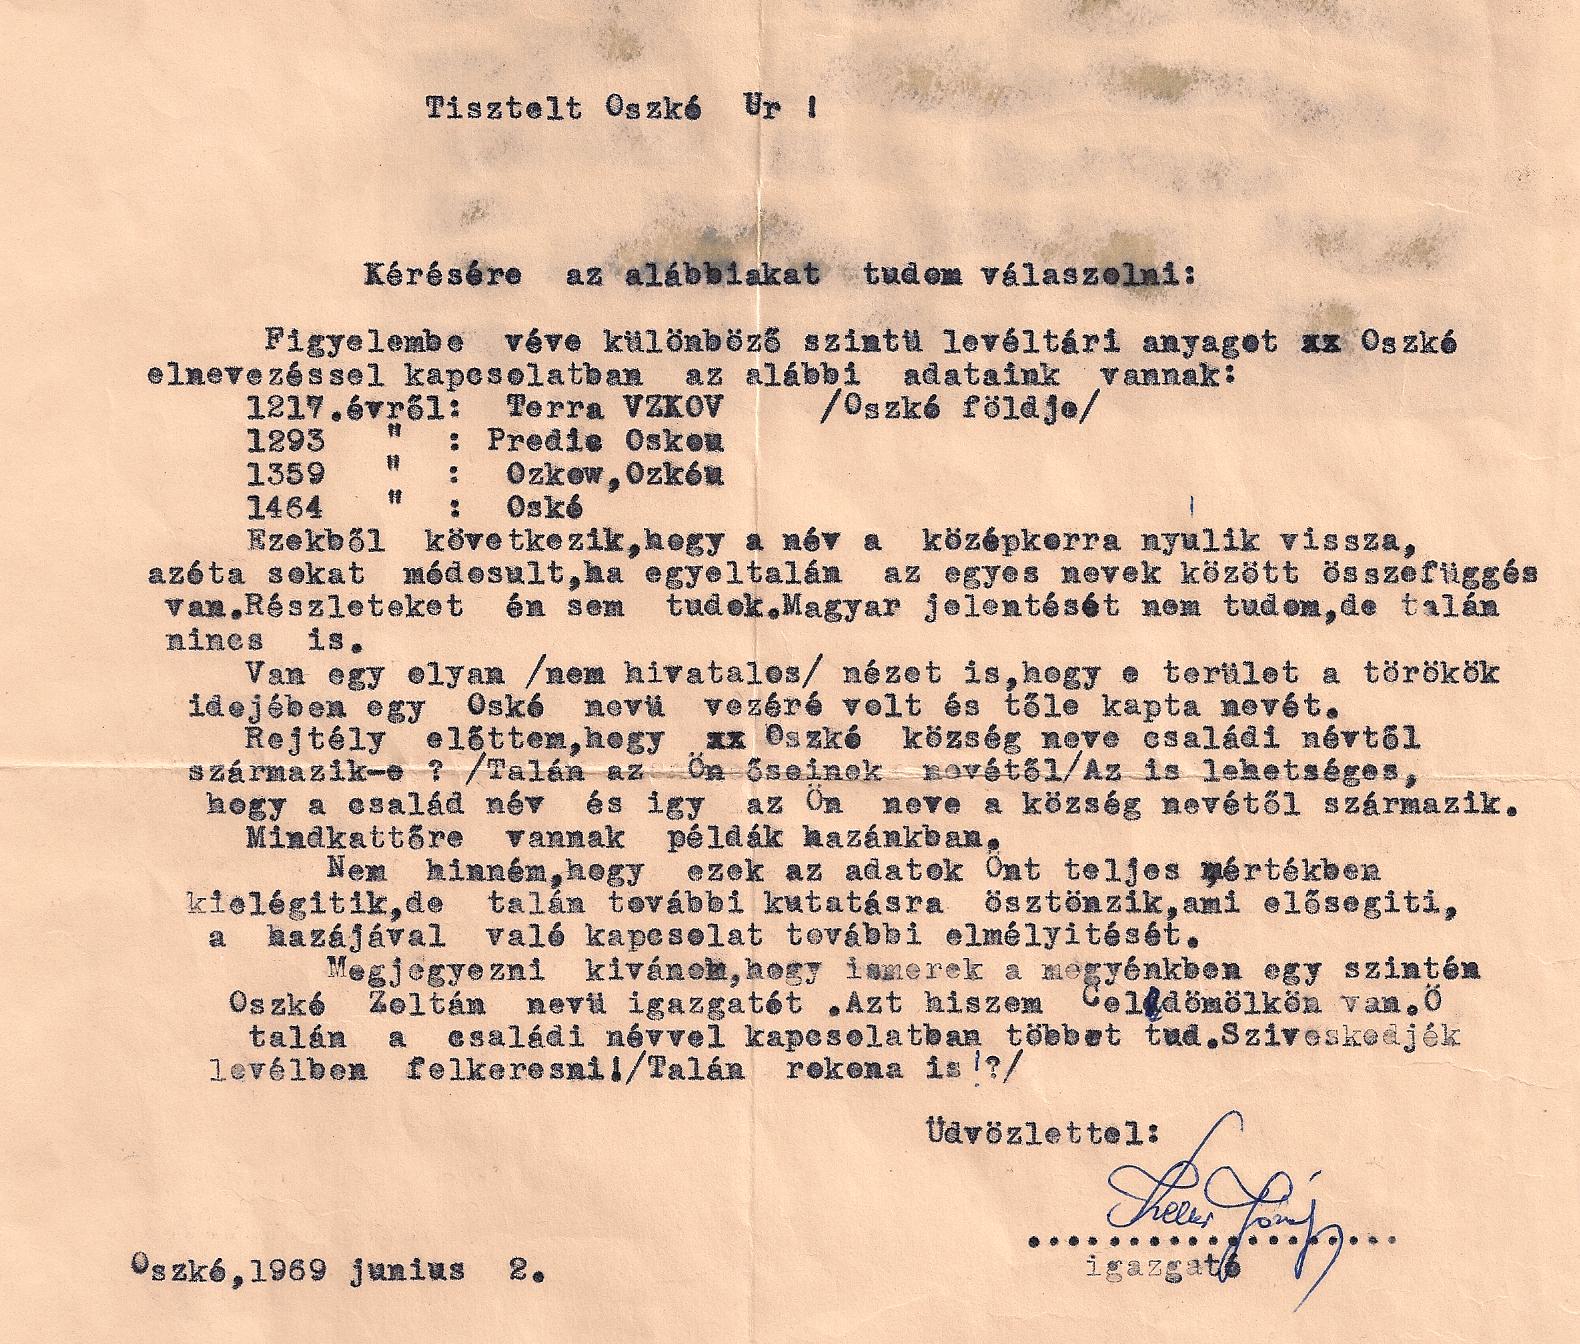 Tisztelt Oszkó Ur !
Kérésére az alábbiakat tudom válaszolni:
Figyelembe véve különböző szintü levéltári anyagot xx Oszkó
elnevezéssel kapcsolatban az alábbi adataink vannak:
1217.évről: Terra VZKOV /Oszkó földje/
1293 " : Predio Oskou
1359 " : Ozkow,Ozkóu
1464 " : Oskó
Ezekből következik,hogy a név a középkorra nyulik vissza,
azóta sokat módosult,ha egyeltalán az egyes nevek között összefüggés
van.Részleteket én sem tudok.Magyar jelentését nem tudom,de talán
nincs is.
Van egy olyan /nem hivatalos/ nézet is,hogy e terület a törökök
idejében egy Oskó nevü vezéré volt és tőle kapta nevét.
Rejtély előttem,hogy xx Oszkó község neve családi névtől
származik-e ? /Talán az Ön őseinek nevétől/Az is lehetséges,
hogy a család név és igy az Ön neve a község nevétől származik.
Mindkattőre vannak példák hazánkban.
Nem hinném,hogy ezek az adatok Önt teljes mértékben
kielégitik,de talán további kutatásra ösztönzik,ami elősegiti,
a hazájával való kapcsolat további elmélyitését.
Megjegyezni kivánom,hogy ismerek a megyénkben egy szintén
Oszkó Zoltán nevü igazgatót .Azt hiszem Celldömölkön van.Ö
talán a családi névvel kapcsolatban többet tud.Sziveskedjék
levélben felkeresni!/Talán rokona is!?/
Üdvözlettel:
igazgató
Oszkó,1969 junius 2.